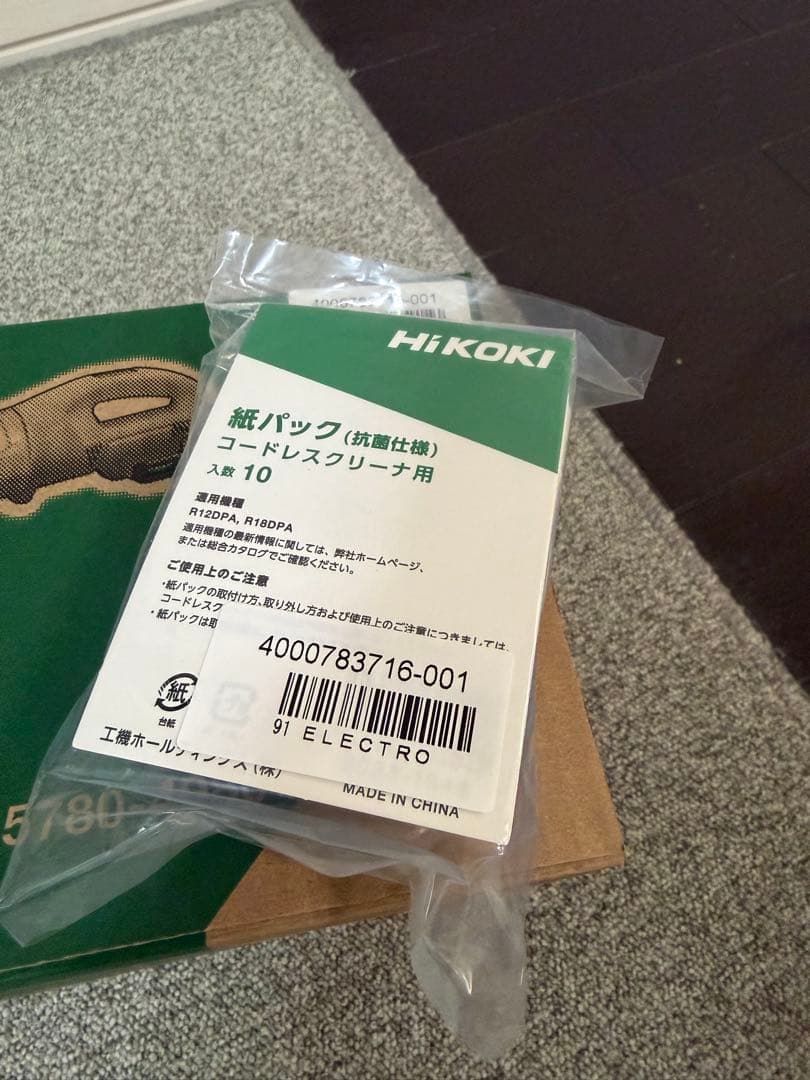 4000783716-001
HiKOKI
紙パック(抗菌仕様)
コードレスクリーナ用
入数 10
適用機種
R12DPA, R18DPA
適用機種の最新情報に関しては、弊社ホームページ、
または総合カタログでご確認ください。
ご使用上のご注意
・紙パックの取付け方、取り外し方および使用上のご注意につきましては、
コードレスク
・紙パックは取
4000783716-001
91 ELECTRO
紙
台紙
工機ホールディングス(株)
MADE IN CHINA
5780-